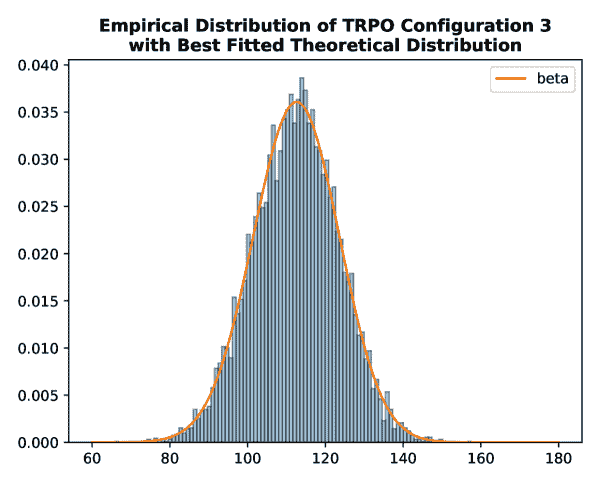 Empirical Distribution of TRPO Configuration 3
with Best Fitted Theoretical Distribution
beta
0.040
0.035
0.030
0.025
0.020
0.015
0.010
0.005
0.000
60 80 100 120 140 160 180